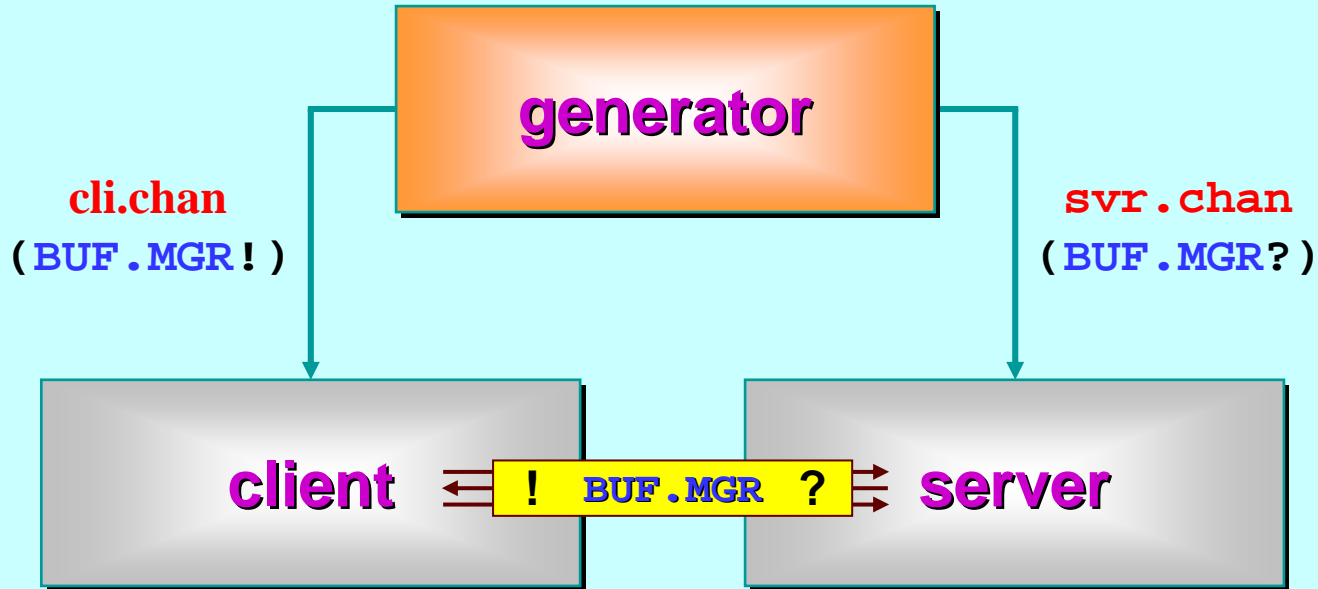 generator
cli.chan
(BUF.MGR!)
svr.chan
(BUF.MGR?)
client
! BUF.MGR ?
server